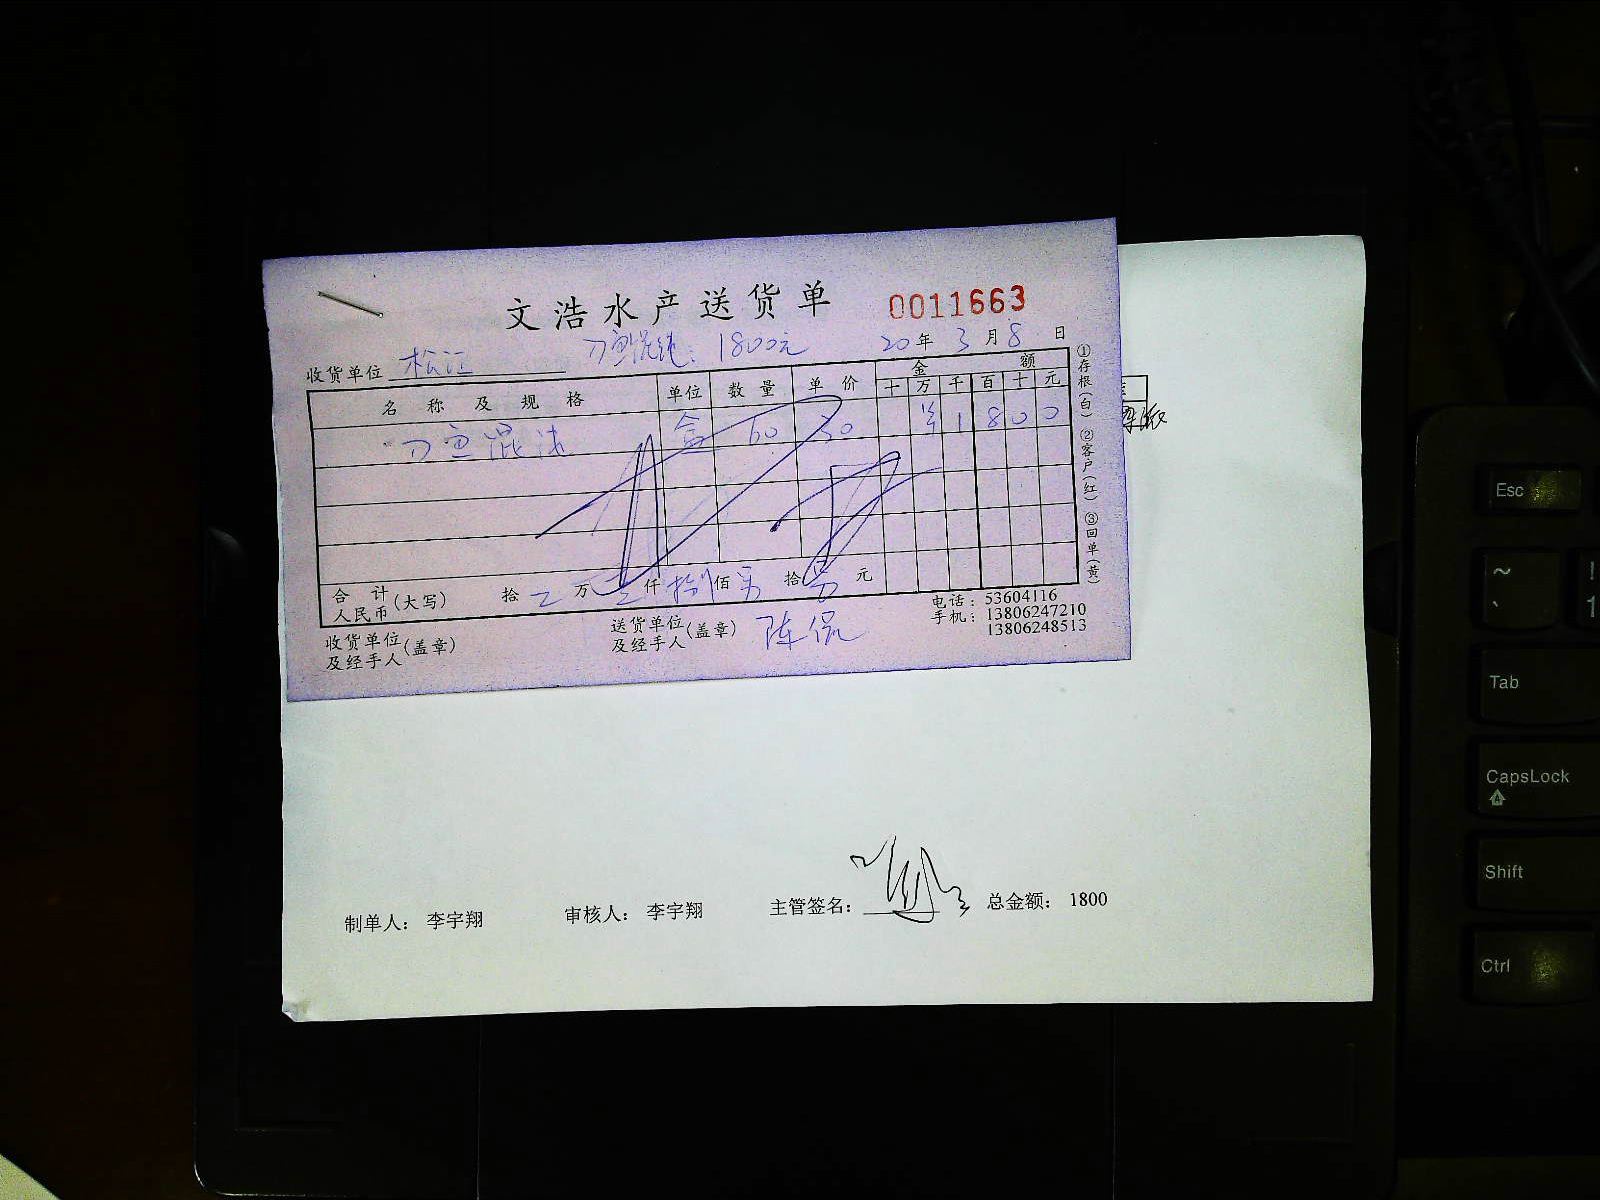 文浩水产送货单 0011663
刀鱼馄饨：1800元 20年3月8日
收货单位 松江
名称及规格 单位 数量 单价 金额
十 万 千 百 十 元
刀鱼馄饨 盒 60 30 ¥ 1 8 0 0
合计 人民币(大写) 拾 万 仟 捌 佰 拾 元
收货单位及经手人(盖章) 送货单位及经手人(盖章) 陈侃
电话：53604116
手机：13806247210
13806248513
①存根(白) ②客户(红) ③回单(黄)
制单人： 李宇翔 审核人： 李宇翔 主管签名： 总金额： 1800
Esc
~
Tab
CapsLock
Shift
Ctrl